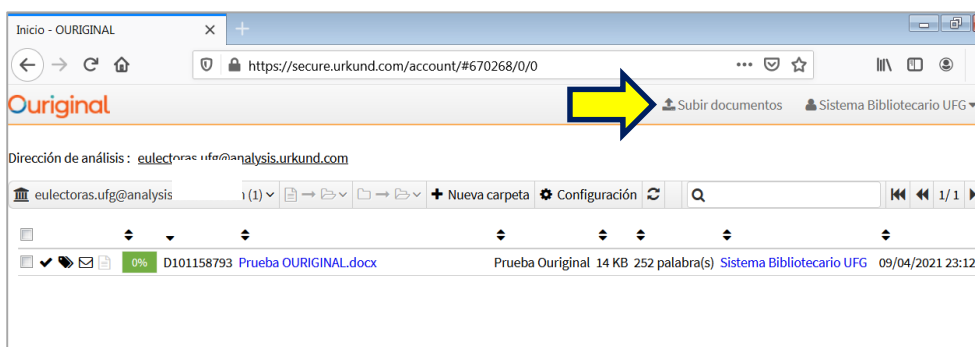 Inicio - OURIGINAL
https://secure.urkund.com/account/#670268/0/0
Ouriginal
Subir documentos
Sistema Bibliotecario UFG
Dirección de análisis : eulectoras.ufg@analysis.urkund.com
eulectoras.ufg@analysis (1) Nueva carpeta Configuración 1/1
0% D101158793 Prueba OURIGINAL.docx Prueba Ouriginal 14 KB 252 palabra(s) Sistema Bibliotecario UFG 09/04/2021 23:12